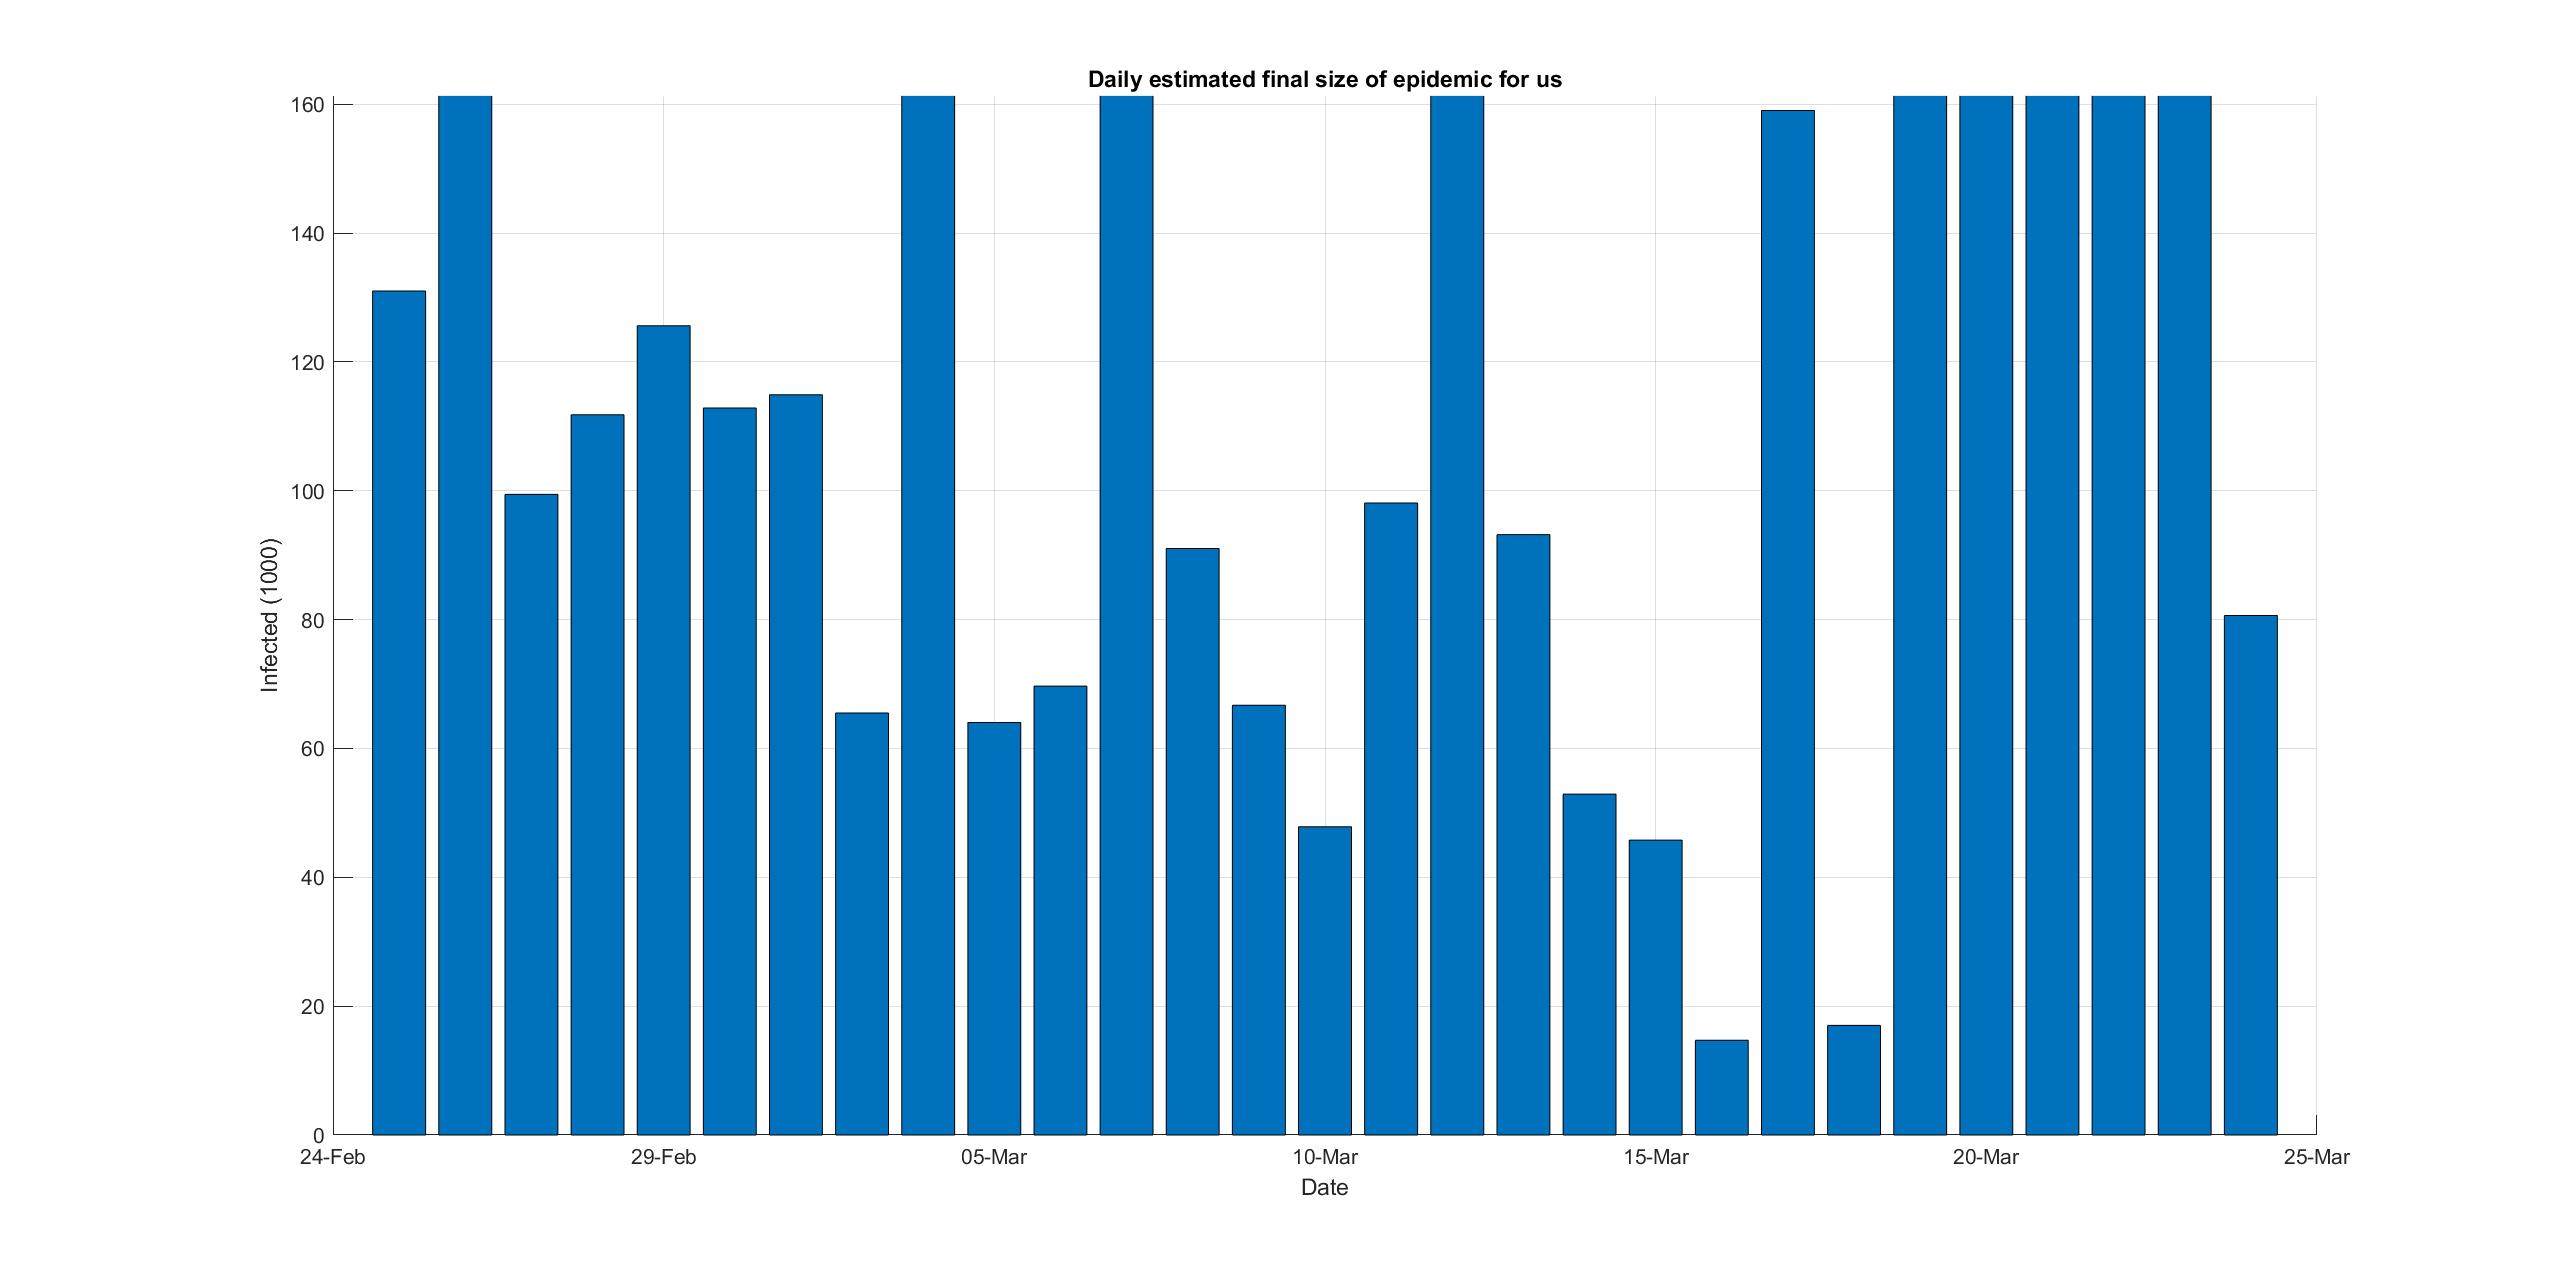 Daily estimated final size of epidemic for us
160
140
120
100
80
60
40
20
0
Infected (1000)
24-Feb 29-Feb 05-Mar 10-Mar 15-Mar 20-Mar 25-Mar
Date